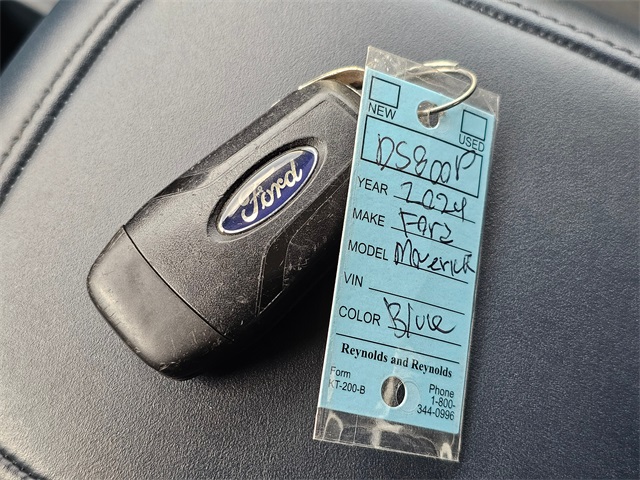 Ford
NEW
USED
DS800P
YEAR 2024
MAKE Ford
MODEL Maverick
VIN
COLOR Blue
Reynolds and Reynolds
Form
KT-200-B
Phone
1-800-
344-0996